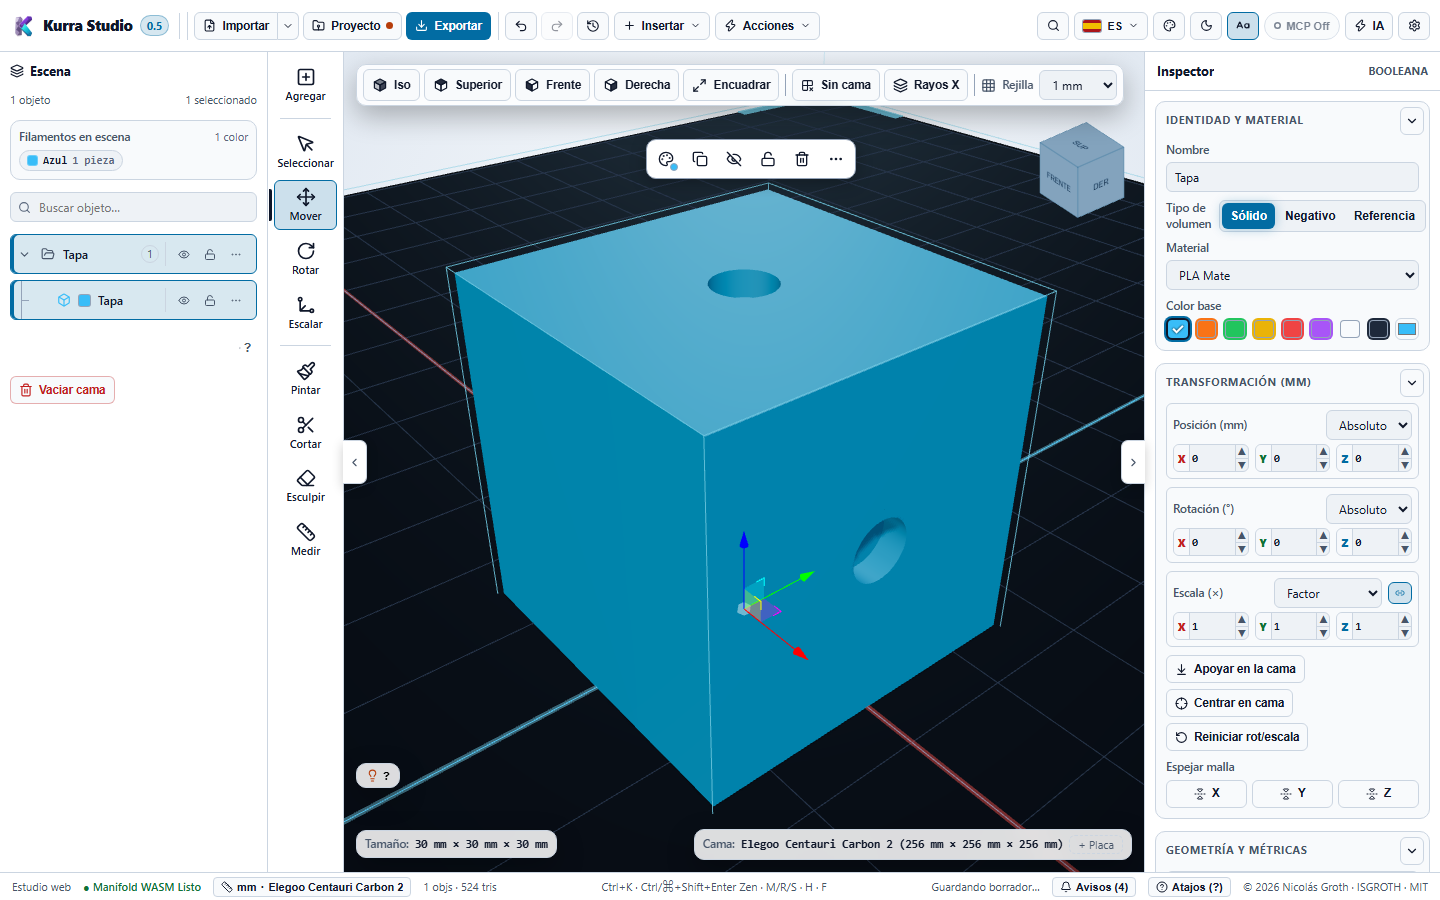 Kurra Studio 0.5
Importar
Proyecto
Exportar
Insertar
Acciones
ES
MCP Off
IA
Escena
1 objeto 1 seleccionado
Filamentos en escena 1 color
Azul 1 pieza
Buscar objeto...
Tapa 1
Tapa
· ?
Vaciar cama
Agregar
Seleccionar
Mover
Rotar
Escalar
Pintar
Cortar
Esculpir
Medir
Iso Superior Frente Derecha Encuadrar Sin cama Rayos X Rejilla 1 mm
SUP
FRENTE DER
?
Tamaño: 30 mm × 30 mm × 30 mm
Cama: Elegoo Centauri Carbon 2 (256 mm × 256 mm × 256 mm) + Placa
Inspector BOOLEANA
IDENTIDAD Y MATERIAL
Nombre
Tapa
Tipo de volumen
Sólido Negativo Referencia
Material
PLA Mate
Color base
TRANSFORMACIÓN (MM)
Posición (mm) Absoluto
X 0 Y 0 Z 0
Rotación (°) Absoluto
X 0 Y 0 Z 0
Escala (×) Factor
X 1 Y 1 Z 1
Apoyar en la cama
Centrar en cama
Reiniciar rot/escala
Espejar malla
X Y Z
GEOMETRÍA Y MÉTRICAS
Estudio web ● Manifold WASM Listo mm · Elegoo Centauri Carbon 2 1 objs · 524 tris Ctrl+K · Ctrl/⌘+Shift+Enter Zen · M/R/S · H · F Guardando borrador... Avisos (4) Atajos (?) © 2026 Nicolás Groth · ISGROTH · MIT